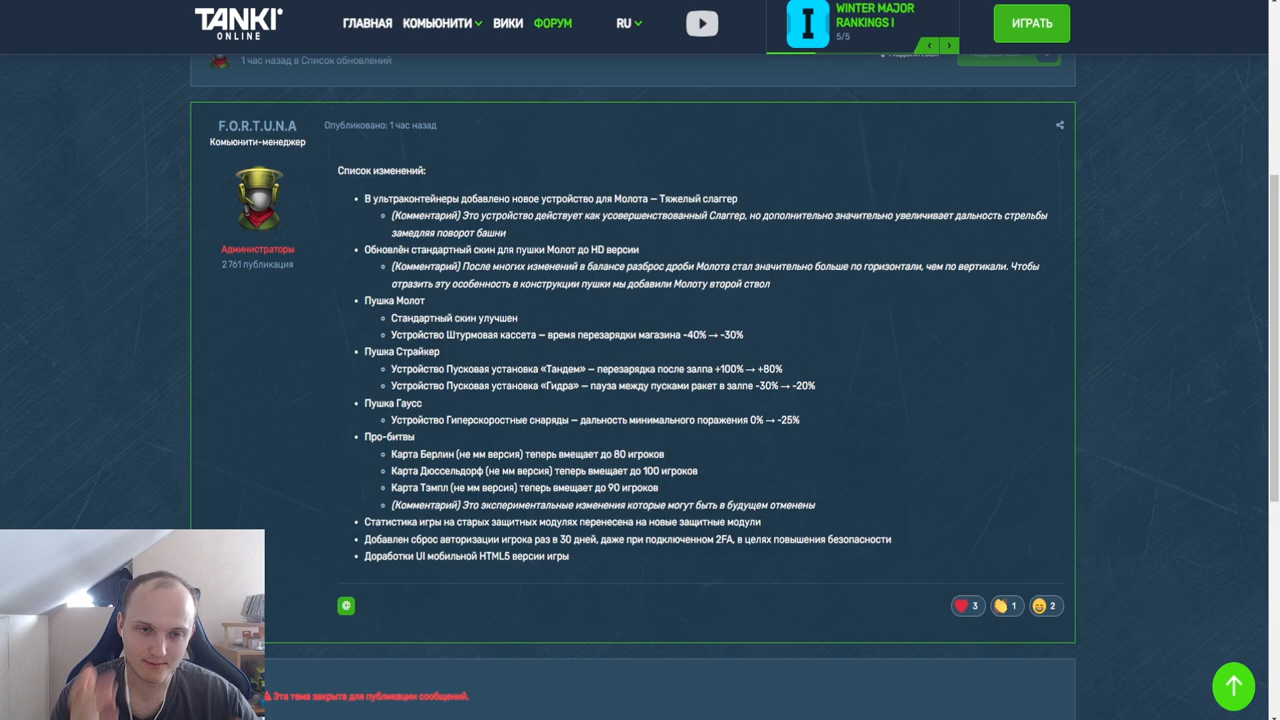 TANKI
ONLINE
ГЛАВНАЯ КОМЬЮНИТИ ВИКИ ФОРУМ RU
WINTER MAJOR
RANKINGS I
5/5
ИГРАТЬ
1 час назад в Список обновлений
F.O.R.T.U.N.A
Комьюнити-менеджер
Опубликовано: 1 час назад
Администраторы
2 761 публикация
Список изменений:
В ультраконтейнеры добавлено новое устройство для Молота — Тяжелый слаггер
(Комментарий) Это устройство действует как усовершенствованный Слаггер, но дополнительно значительно увеличивает дальность стрельбы
замедляя поворот башни
Обновлён стандартный скин для пушки Молот до HD версии
(Комментарий) После многих изменений в балансе разброс дроби Молота стал значительно больше по горизонтали, чем по вертикали. Чтобы
отразить эту особенность в конструкции пушки мы добавили Молоту второй ствол
Пушка Молот
Стандартный скин улучшен
Устройство Штурмовая кассета — время перезарядки магазина -40% → -30%
Пушка Страйкер
Устройство Пусковая установка «Тандем» — перезарядка после залпа +100% → +80%
Устройство Пусковая установка «Гидра» — пауза между пусками ракет в залпе -30% → -20%
Пушка Гаусс
Устройство Гиперскоростные снаряды — дальность минимального поражения 0% → -25%
Про-битвы
Карта Берлин (не мм версия) теперь вмещает до 80 игроков
Карта Дюссельдорф (не мм версия) теперь вмещает до 100 игроков
Карта Тэмпл (не мм версия) теперь вмещает до 90 игроков
(Комментарий) Это экспериментальные изменения которые могут быть в будущем отменены
Статистика игры на старых защитных модулях перенесена на новые защитные модули
Добавлен сброс авторизации игрока раз в 30 дней, даже при подключенном 2FA, в целях повышения безопасности
Доработки UI мобильной HTML5 версии игры
3 1 2
Эта тема закрыта для публикации сообщений.